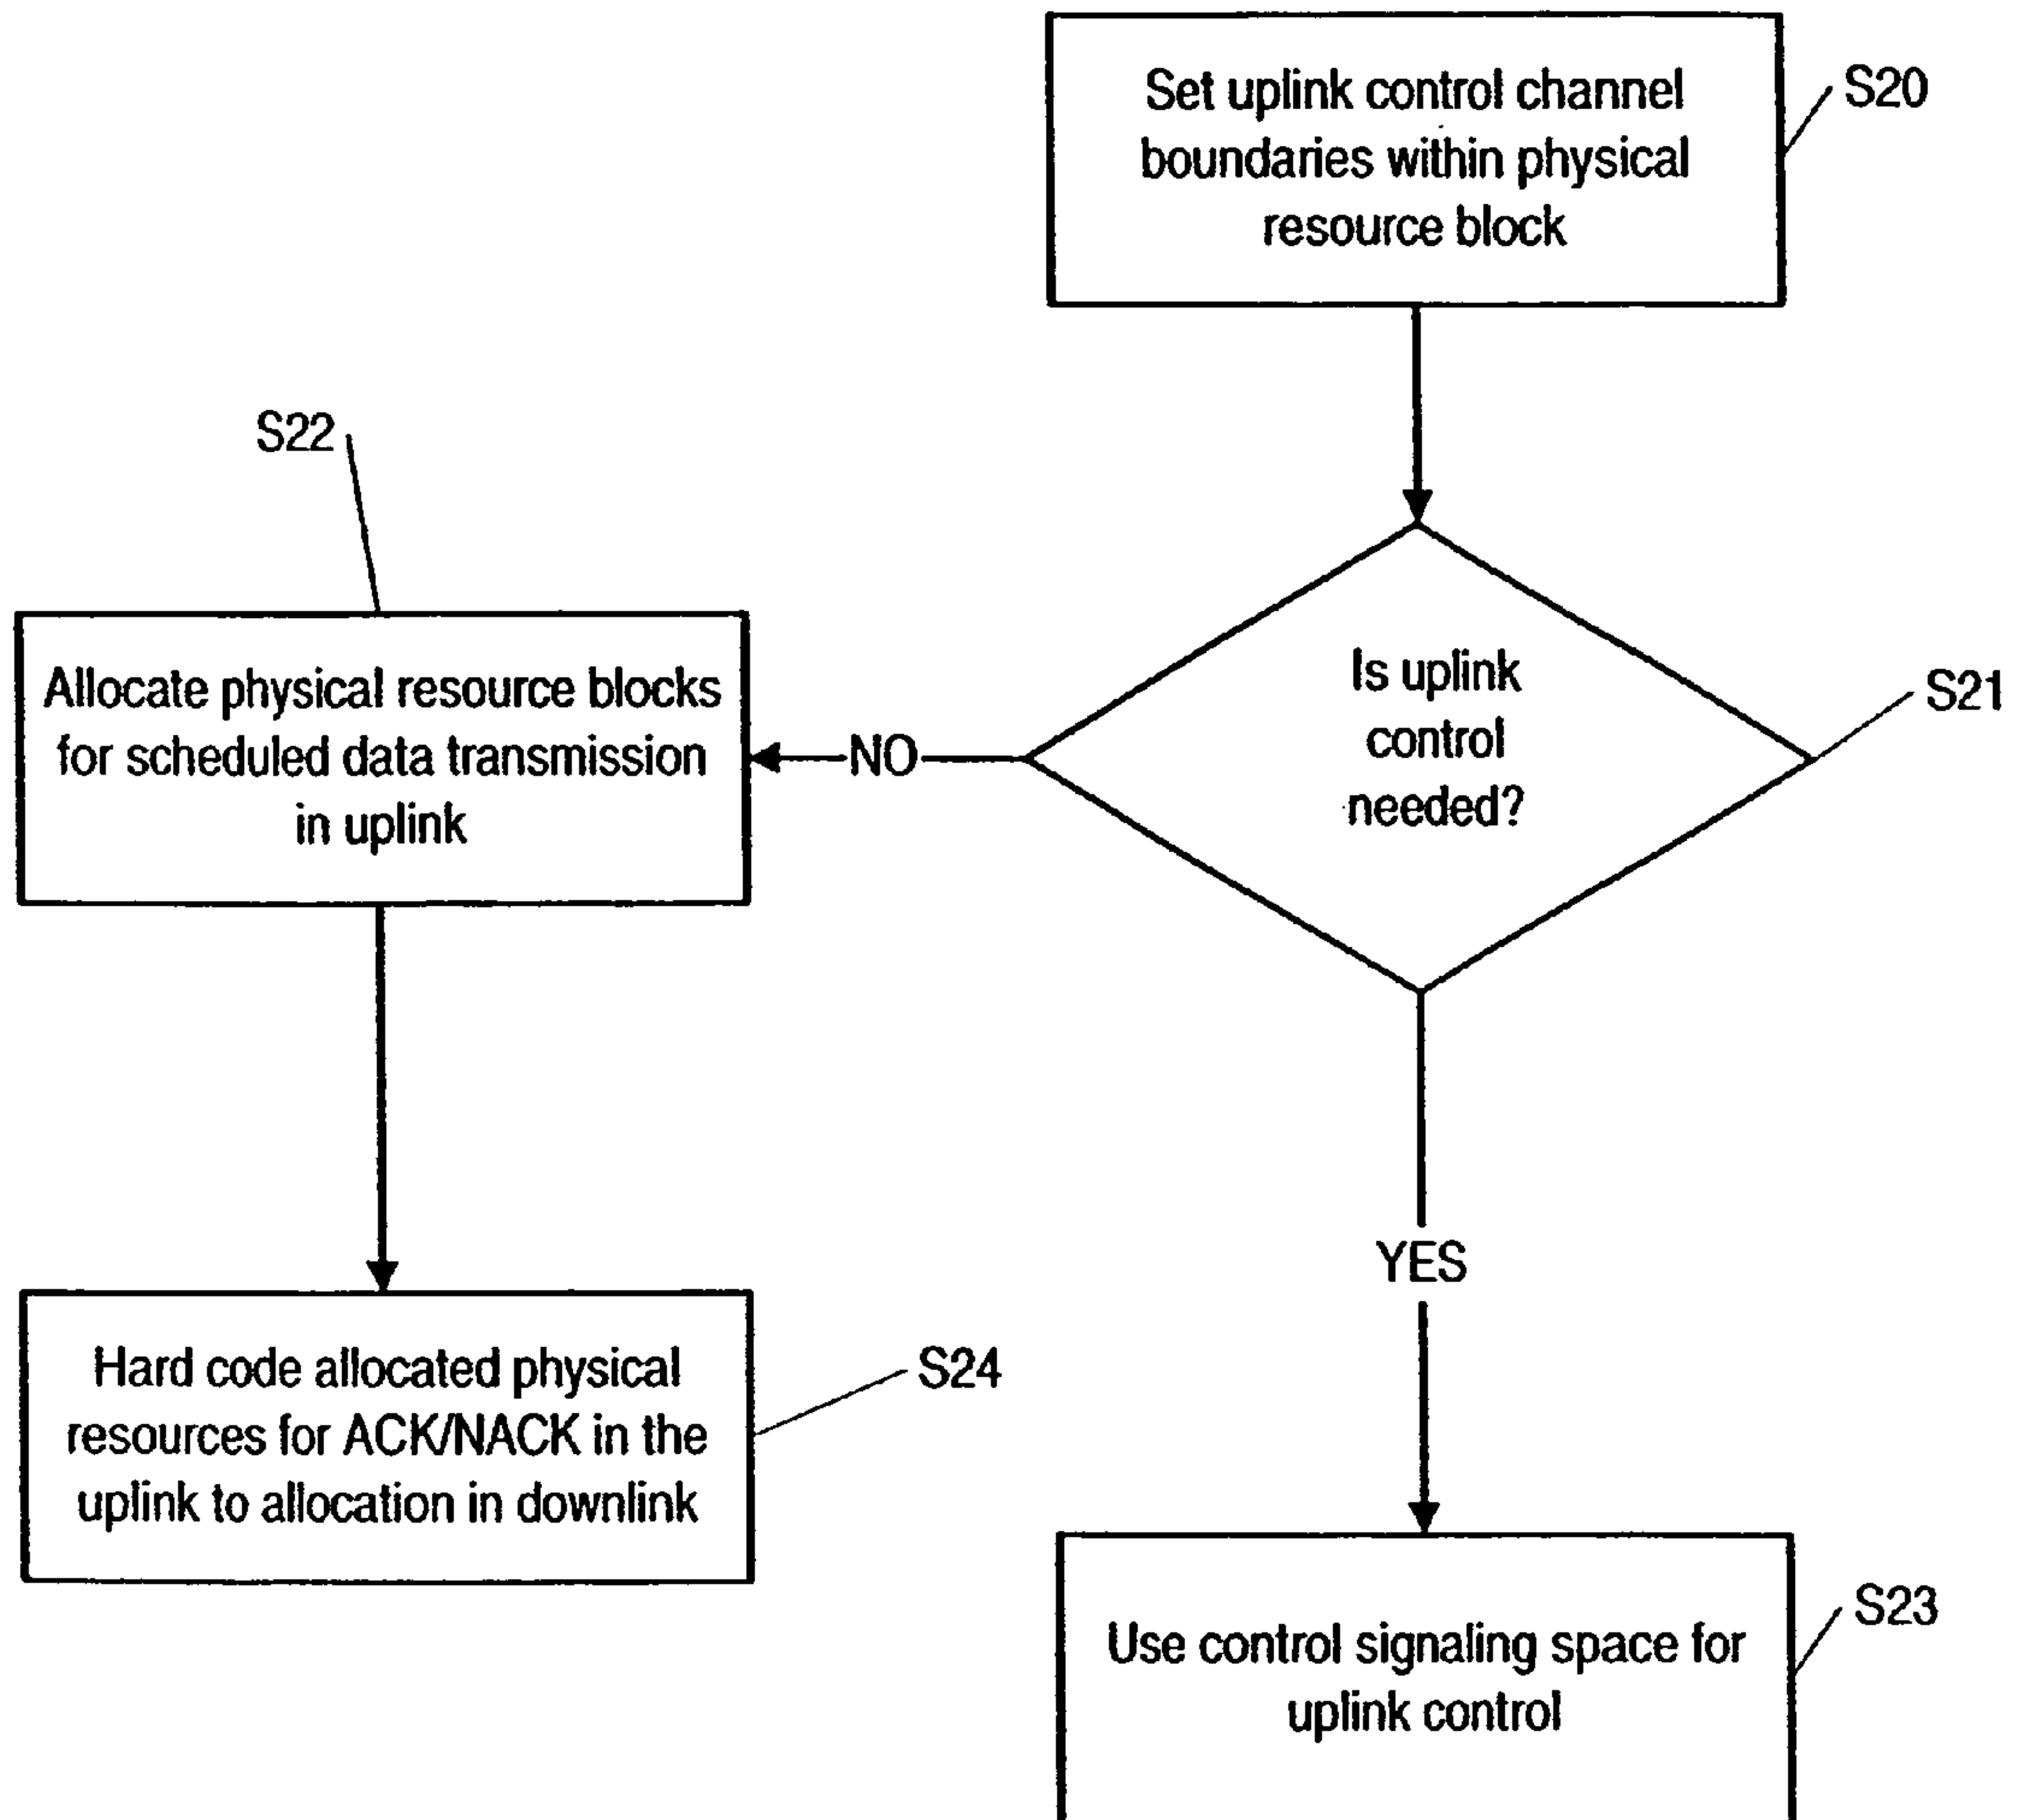 Set uplink control channel
boundaries within physical
resource block
S20
S22
Allocate physical resource blocks
for scheduled data transmission
in uplink
NO
Is uplink
control
needed?
S21
YES
Hard code allocated physical
resources for ACK/NACK in the
uplink to allocation in downlink
S24
Use control signaling space for
uplink control
S23